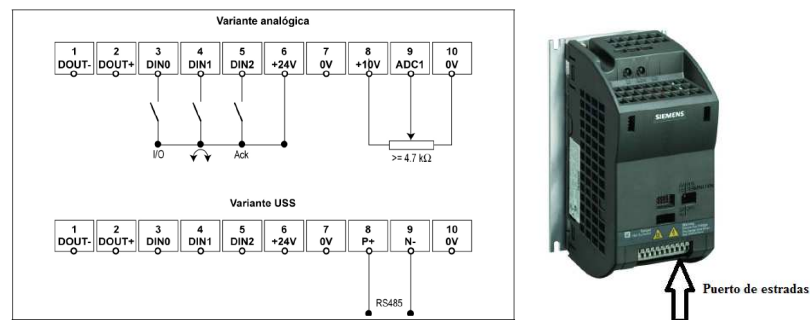 Variante analógica
1 2 3 4 5 6 7 8 9 10
DOUT- DOUT+ DIN0 DIN1 DIN2 +24V 0V +10V ADC1 0V
I/O Ack >= 4.7 kΩ
Variante USS
1 2 3 4 5 6 7 8 9 10
DOUT- DOUT+ DIN0 DIN1 DIN2 +24V 0V P+ N- 0V
RS485
SIEMENS
Puerto de estradas